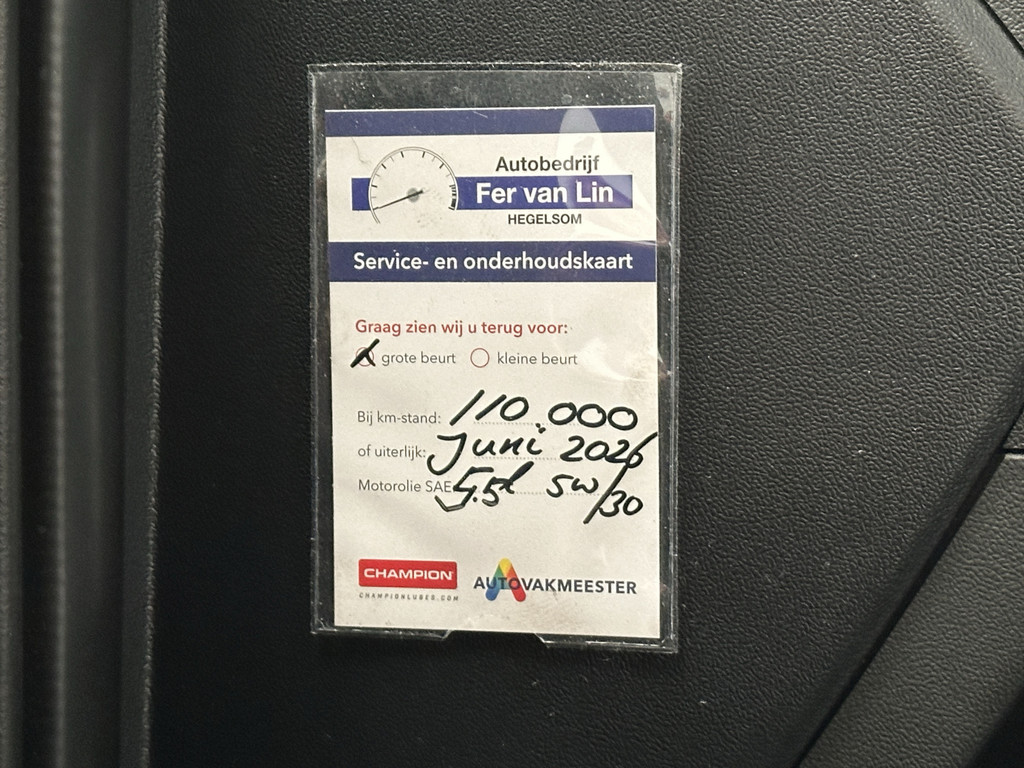 Autobedrijf
Fer van Lin
HEGELSOM
Service- en onderhoudskaart
Graag zien wij u terug voor:
grote beurt kleine beurt
Bij km-stand: 110.000
of uiterlijk: Juni 2026
Motorolie SAE 5.5l 5w/30
CHAMPION
CHAMPIONLUBES.COM
AUTOVAKMEESTER